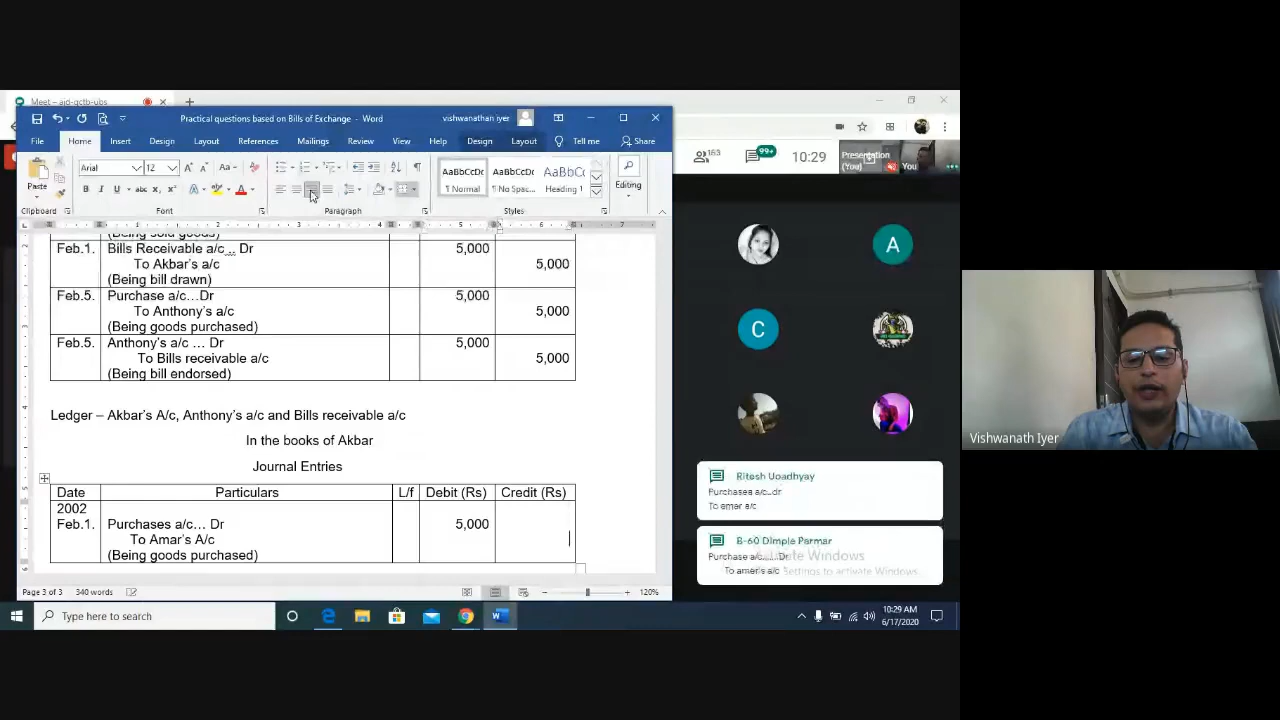 Meet – ajd-qctb-ubs
Practical questions based on Bills of Exchange - Word
vishwanathan iyer
File Home Insert Design Layout References Mailings Review View Help Design Layout Tell me Share
Paste
Arial 12
AaBbCcDc AaBbCcDc AaBbCc
¶ Normal ¶ No Spac... Heading 1
Editing
Clipboard Font Paragraph Styles
163 99+ 10:29 Presentation (You) You
Feb.1. Bills Receivable a/c... Dr 5,000
To Akbar's a/c 5,000
(Being bill drawn)
Feb.5. Purchase a/c...Dr 5,000
To Anthony's a/c 5,000
(Being goods purchased)
Feb.5. Anthony's a/c ... Dr 5,000
To Bills receivable a/c 5,000
(Being bill endorsed)
Ledger – Akbar's A/c, Anthony's a/c and Bills receivable a/c
In the books of Akbar
Journal Entries
Date Particulars L/f Debit (Rs) Credit (Rs)
2002
Feb.1. Purchases a/c... Dr 5,000
To Amar's A/c
(Being goods purchased)
Page 3 of 3 340 words 120%
A
C
Ritesh Uoadhyay
Purchases a/c...dr
To amar a/c
B-60 Dimple Parmar
Purchase a/c.......Dr
To amar's a/c
Activate Windows
Settings to activate Windows.
Type here to search
10:29 AM
6/17/2020
Vishwanath Iyer